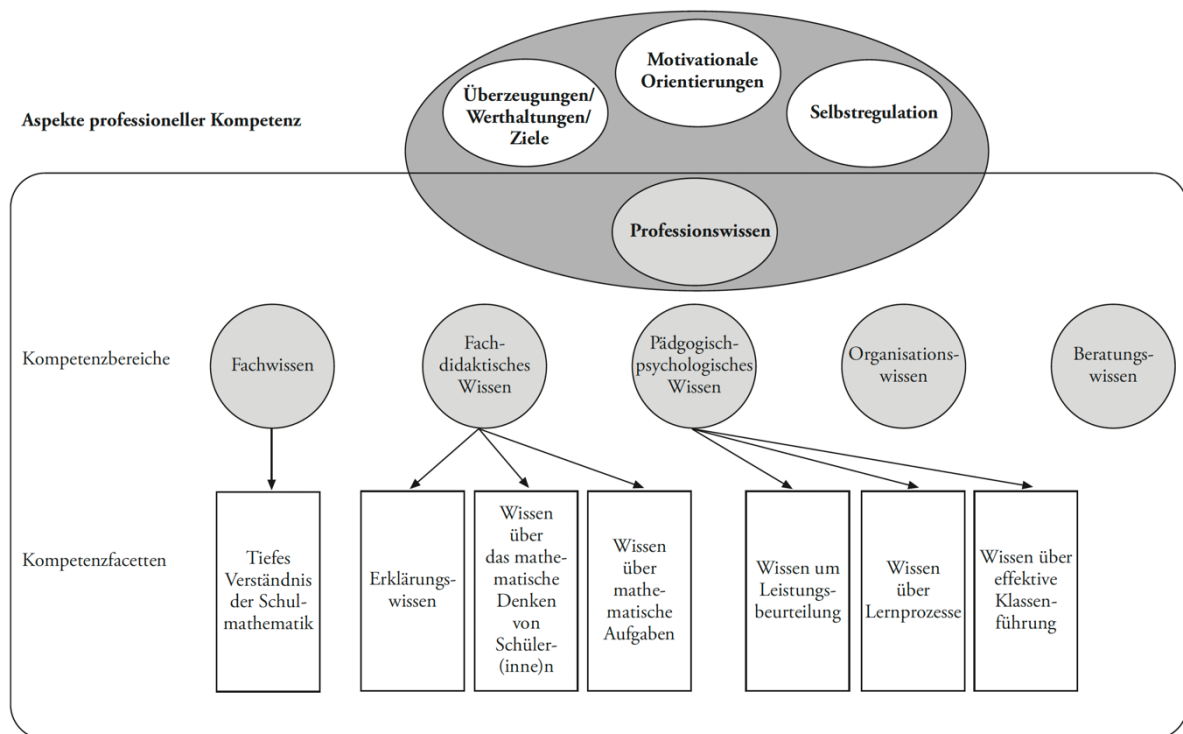 Aspekte professioneller Kompetenz
Überzeugungen/
Werthaltungen/
Ziele
Motivationale
Orientierungen
Selbstregulation
Professionswissen
Kompetenzbereiche
Fachwissen
Fach-
didaktisches
Wissen
Pädgogisch-
psychologisches
Wissen
Organisations-
wissen
Beratungs-
wissen
Kompetenzfacetten
Tiefes
Verständnis
der Schul-
mathematik
Erklärungs-
wissen
Wissen
über
das mathe-
matische
Denken
von
Schüler-
(inne)n
Wissen
über
mathe-
matische
Aufgaben
Wissen um
Leistungs-
beurteilung
Wissen
über
Lernprozesse
Wissen über
effektive
Klassen-
führung